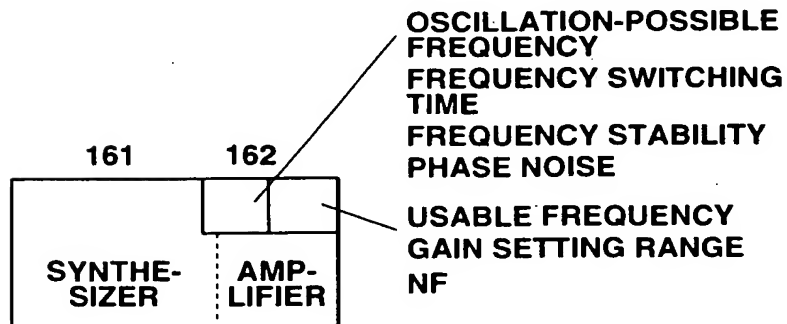 OSCILLATION-POSSIBLE
FREQUENCY
FREQUENCY SWITCHING
TIME
FREQUENCY STABILITY
PHASE NOISE
161 162
USABLE FREQUENCY
GAIN SETTING RANGE
NF
SYNTHE-
SIZER
AMP-
LIFIER